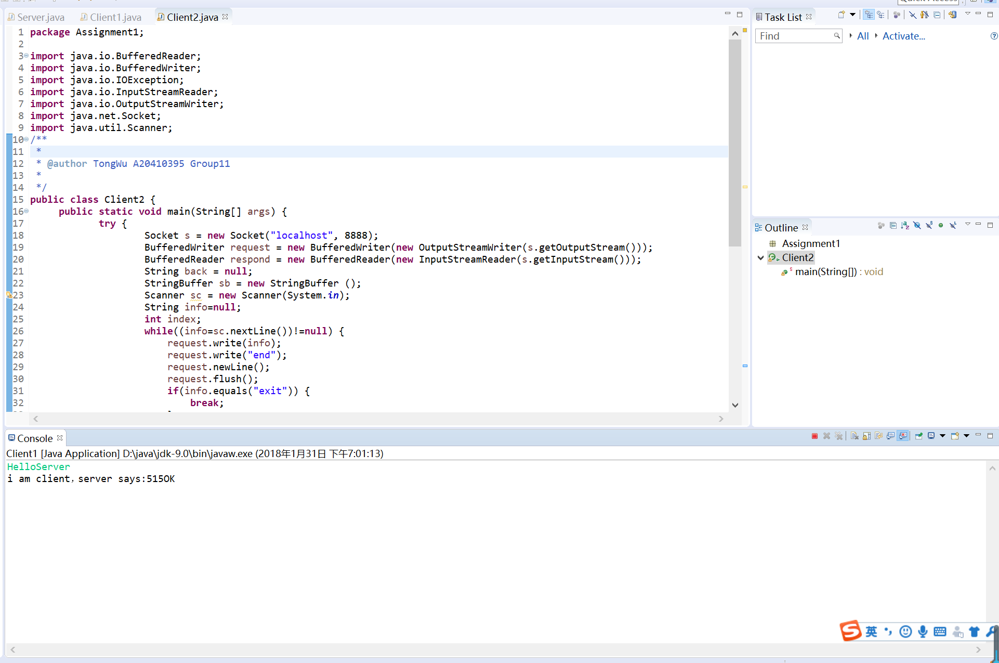 Quick Access
Server.java
Client1.java
Client2.java
1 package Assignment1;
2
3 import java.io.BufferedReader;
4 import java.io.BufferedWriter;
5 import java.io.IOException;
6 import java.io.InputStreamReader;
7 import java.io.OutputStreamWriter;
8 import java.net.Socket;
9 import java.util.Scanner;
10 /**
11 *
12 * @author TongWu A20410395 Group11
13 *
14 */
15 public class Client2 {
16 public static void main(String[] args) {
17 try {
18 Socket s = new Socket("localhost", 8888);
19 BufferedWriter request = new BufferedWriter(new OutputStreamWriter(s.getOutputStream()));
20 BufferedReader respond = new BufferedReader(new InputStreamReader(s.getInputStream()));
21 String back = null;
22 StringBuffer sb = new StringBuffer ();
23 Scanner sc = new Scanner(System.in);
24 String info=null;
25 int index;
26 while((info=sc.nextLine())!=null) {
27 request.write(info);
28 request.write("end");
29 request.newLine();
30 request.flush();
31 if(info.equals("exit")) {
32 break;
Task List
Find
All
Activate...
Outline
Assignment1
Client2
main(String[]) : void
Console
Client1 [Java Application] D:\java\jdk-9.0\bin\javaw.exe (2018年1月31日 下午7:01:13)
HelloServer
i am client，server says:515OK
英